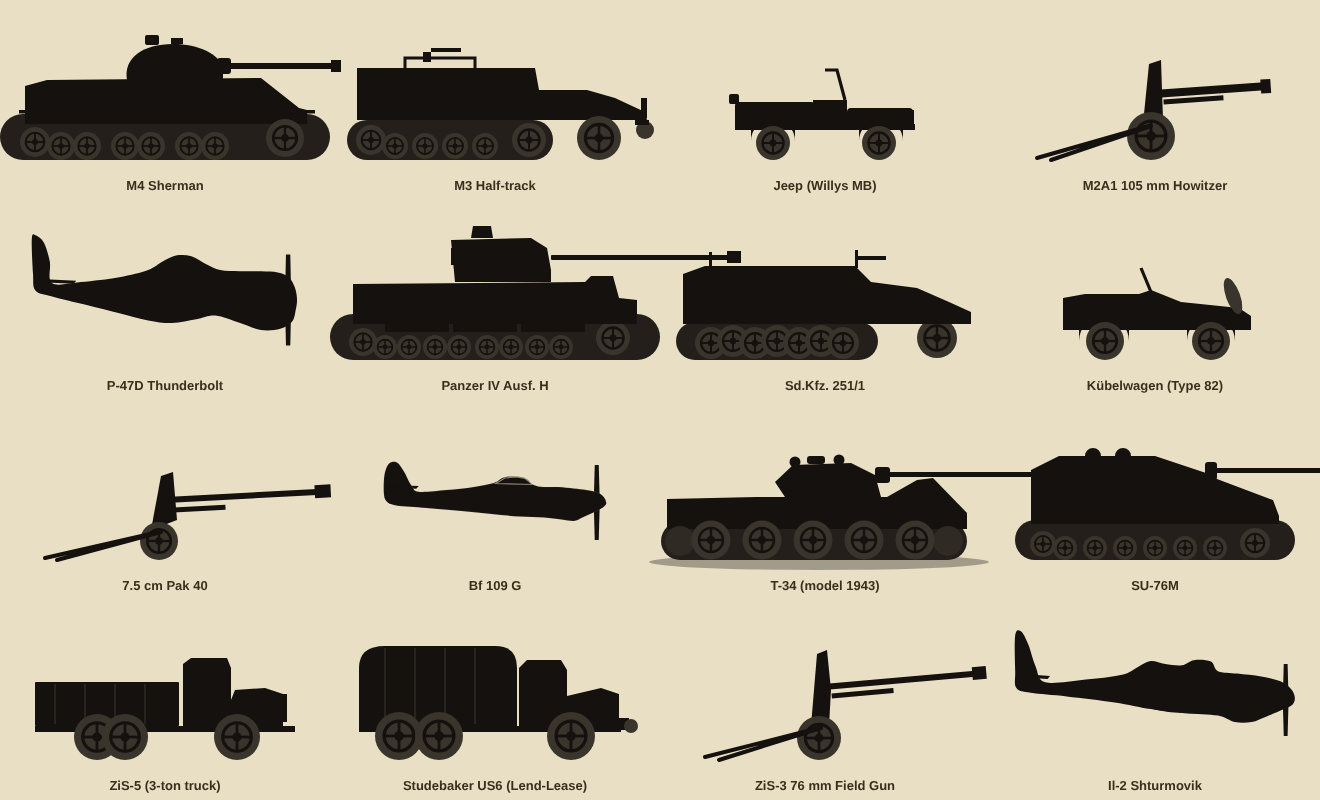 M4 Sherman
M3 Half-track
Jeep (Willys MB)
M2A1 105 mm Howitzer
P-47D Thunderbolt
Panzer IV Ausf. H
Sd.Kfz. 251/1
Kübelwagen (Type 82)
7.5 cm Pak 40
Bf 109 G
T-34 (model 1943)
SU-76M
ZiS-5 (3-ton truck)
Studebaker US6 (Lend-Lease)
ZiS-3 76 mm Field Gun
Il-2 Shturmovik